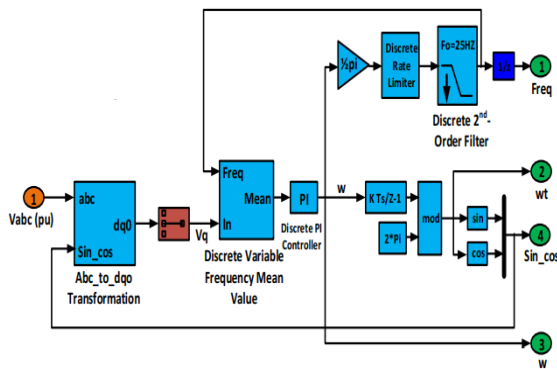 ½pi
Discrete
Rate
Limiter
Fo=25HZ
1/z
1
Freq
Discrete 2nd-
Order Filter
1
Vabc (pu)
abc
dq0
Sin_cos
Abc_to_dqo
Transformation
Vq
Freq
Mean
In
Discrete Variable
Frequency Mean
Value
PI
Discrete PI
Controller
w
K Ts/Z-1
2*PI
mod
sin
cos
2
wt
4
Sin_cos
3
w